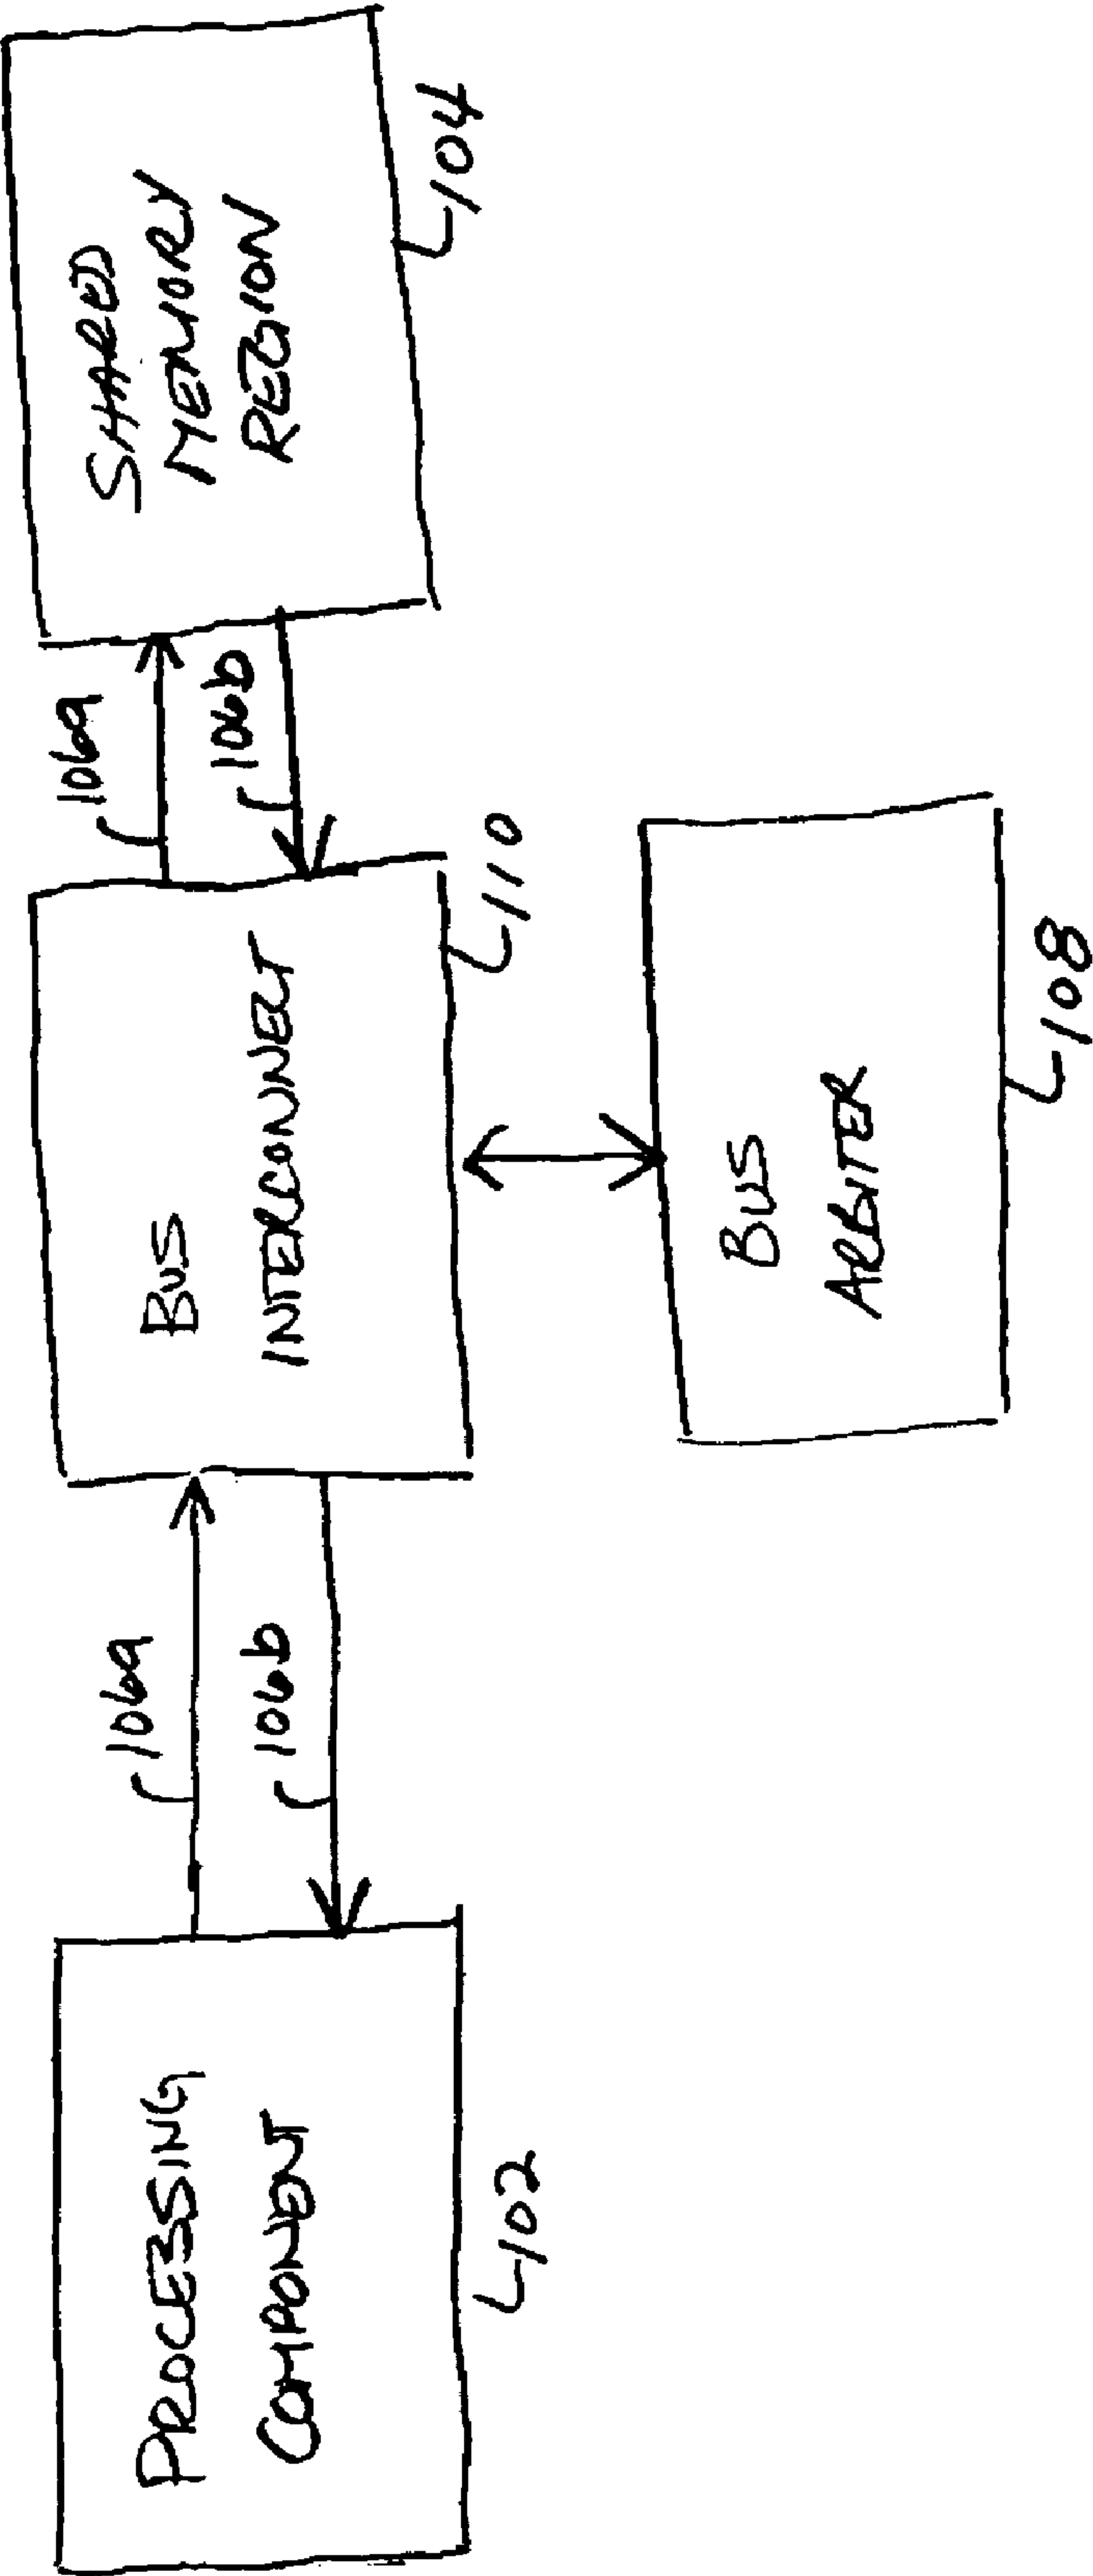 PROCESSING
COMPONENT
102
106a
106b
BUS
INTERCONNECT
110
106a
106b
SHARED
MEMORY
REGION
104
BUS
ARBITER
108